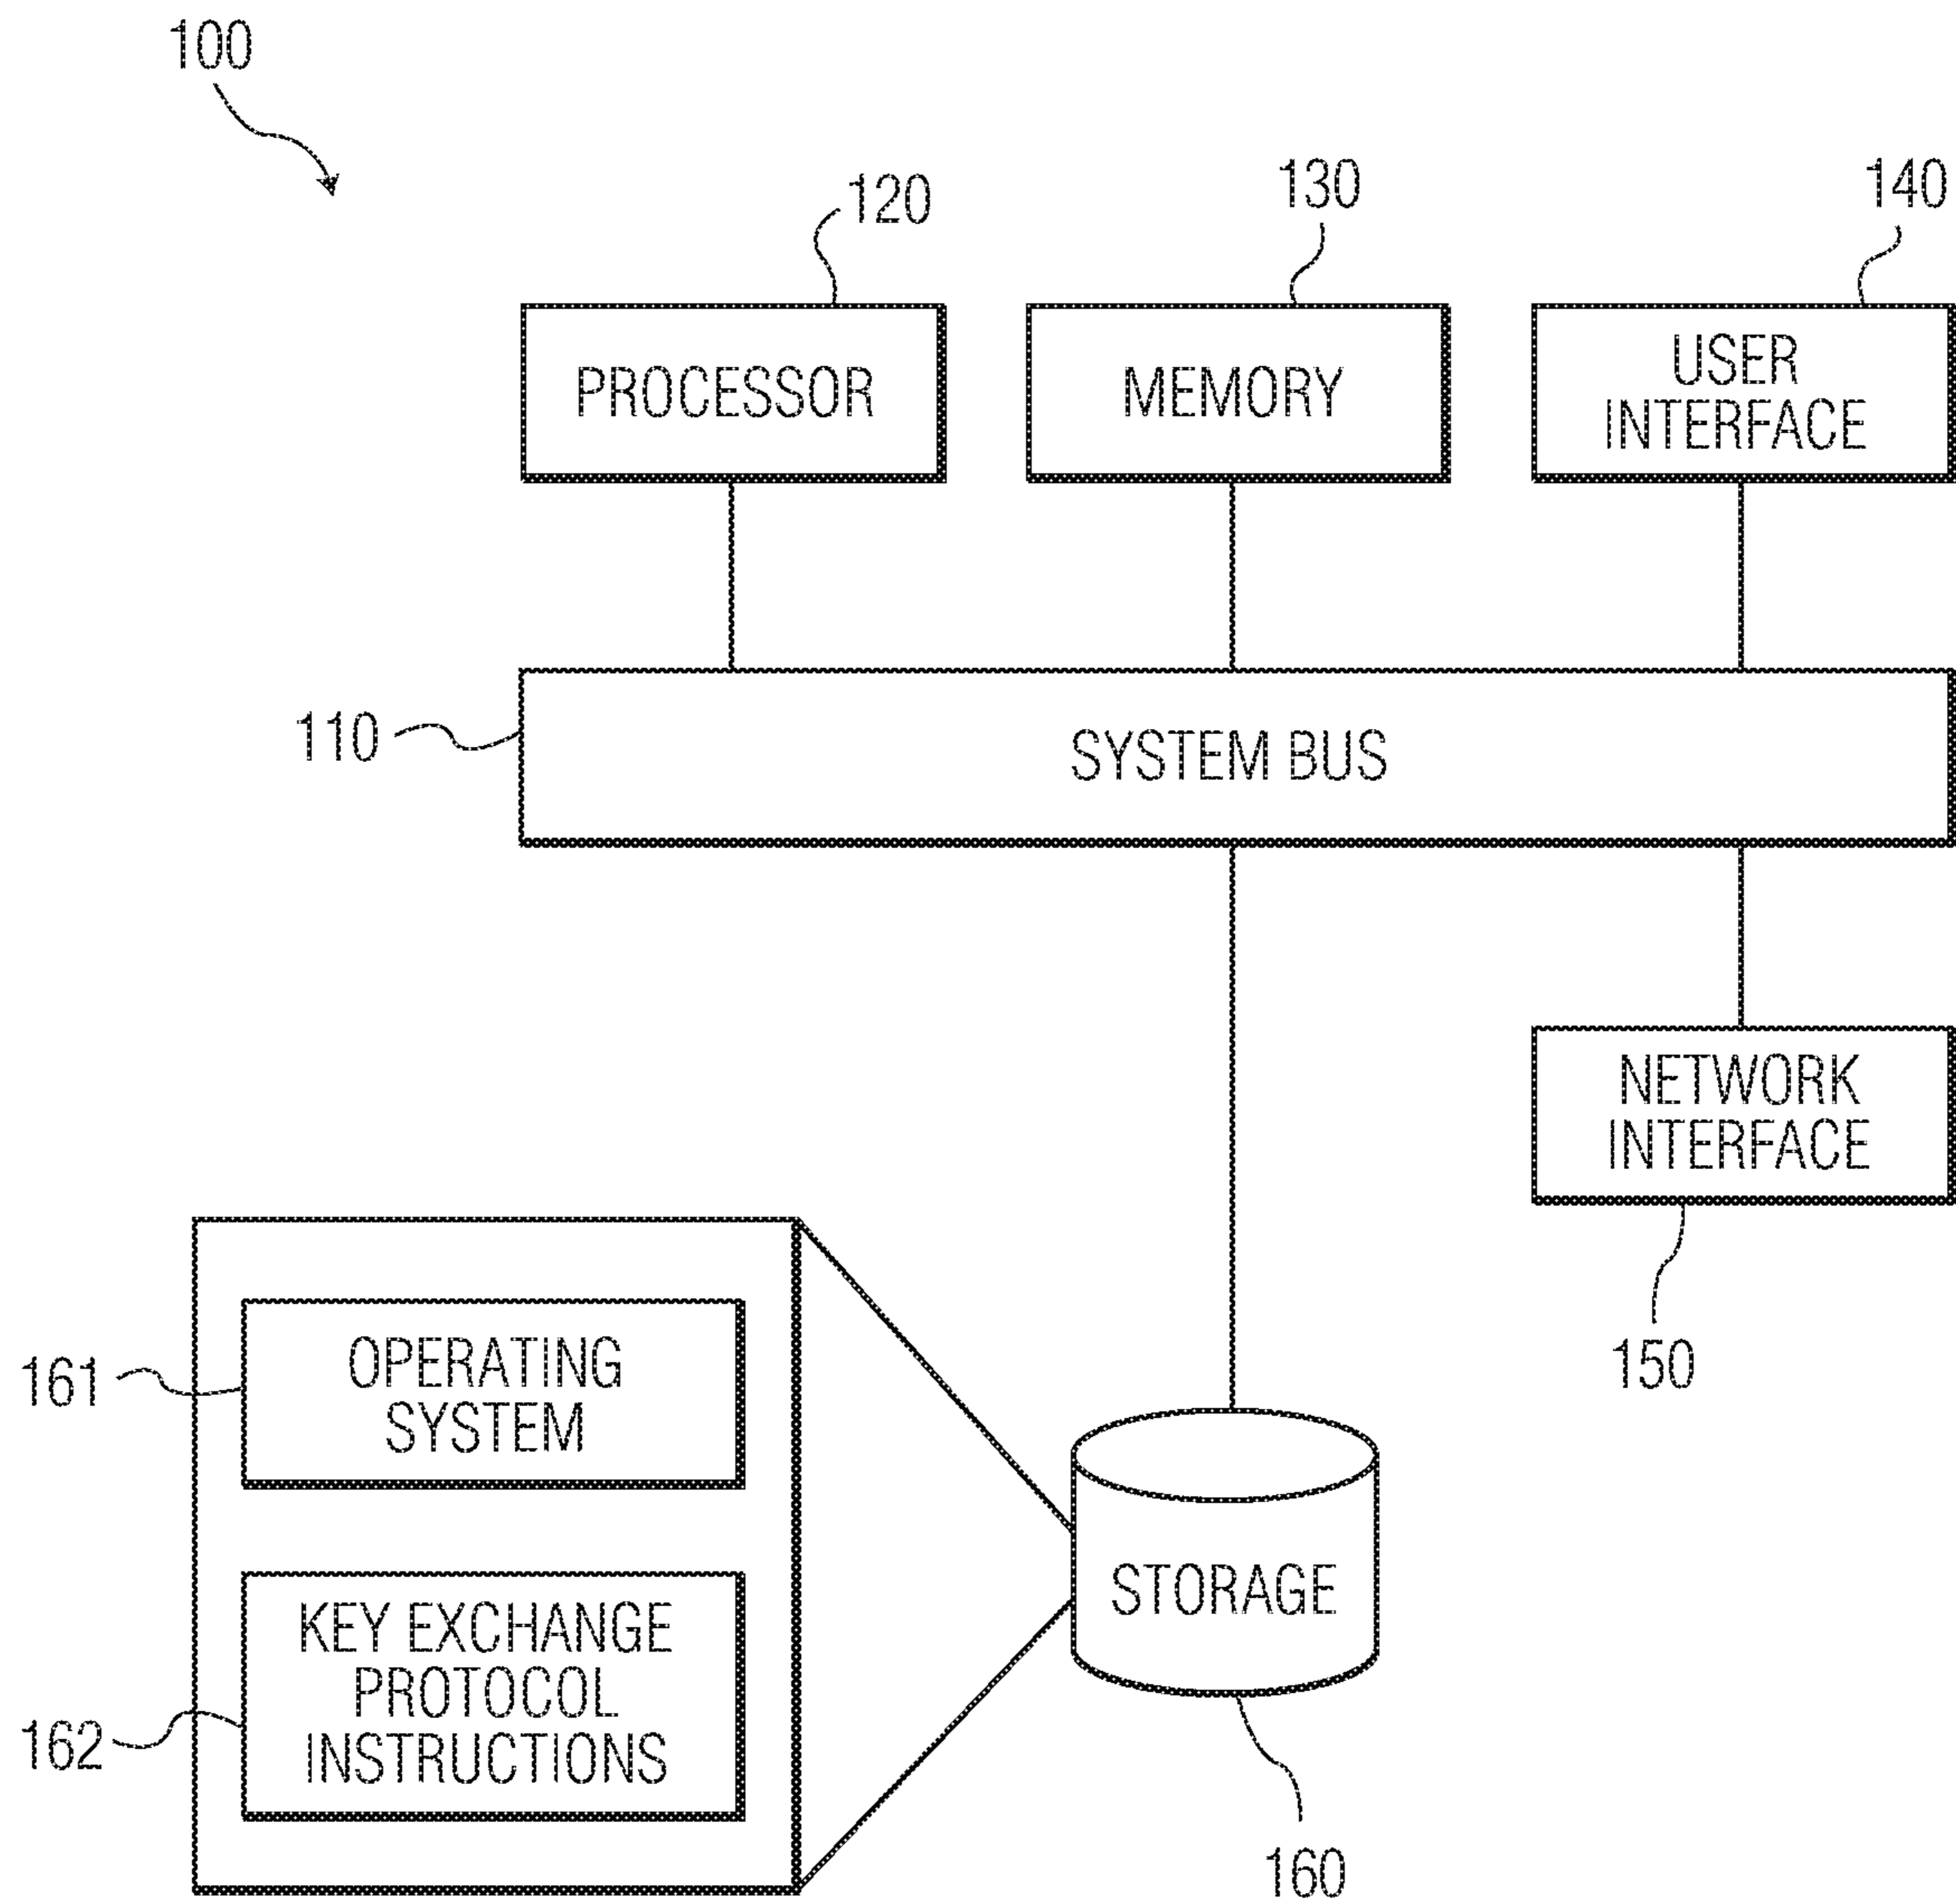 100
120
130
140
PROCESSOR
MEMORY
USER
INTERFACE
110
SYSTEM BUS
NETWORK
INTERFACE
150
161
OPERATING
SYSTEM
162
KEY EXCHANGE
PROTOCOL
INSTRUCTIONS
STORAGE
160